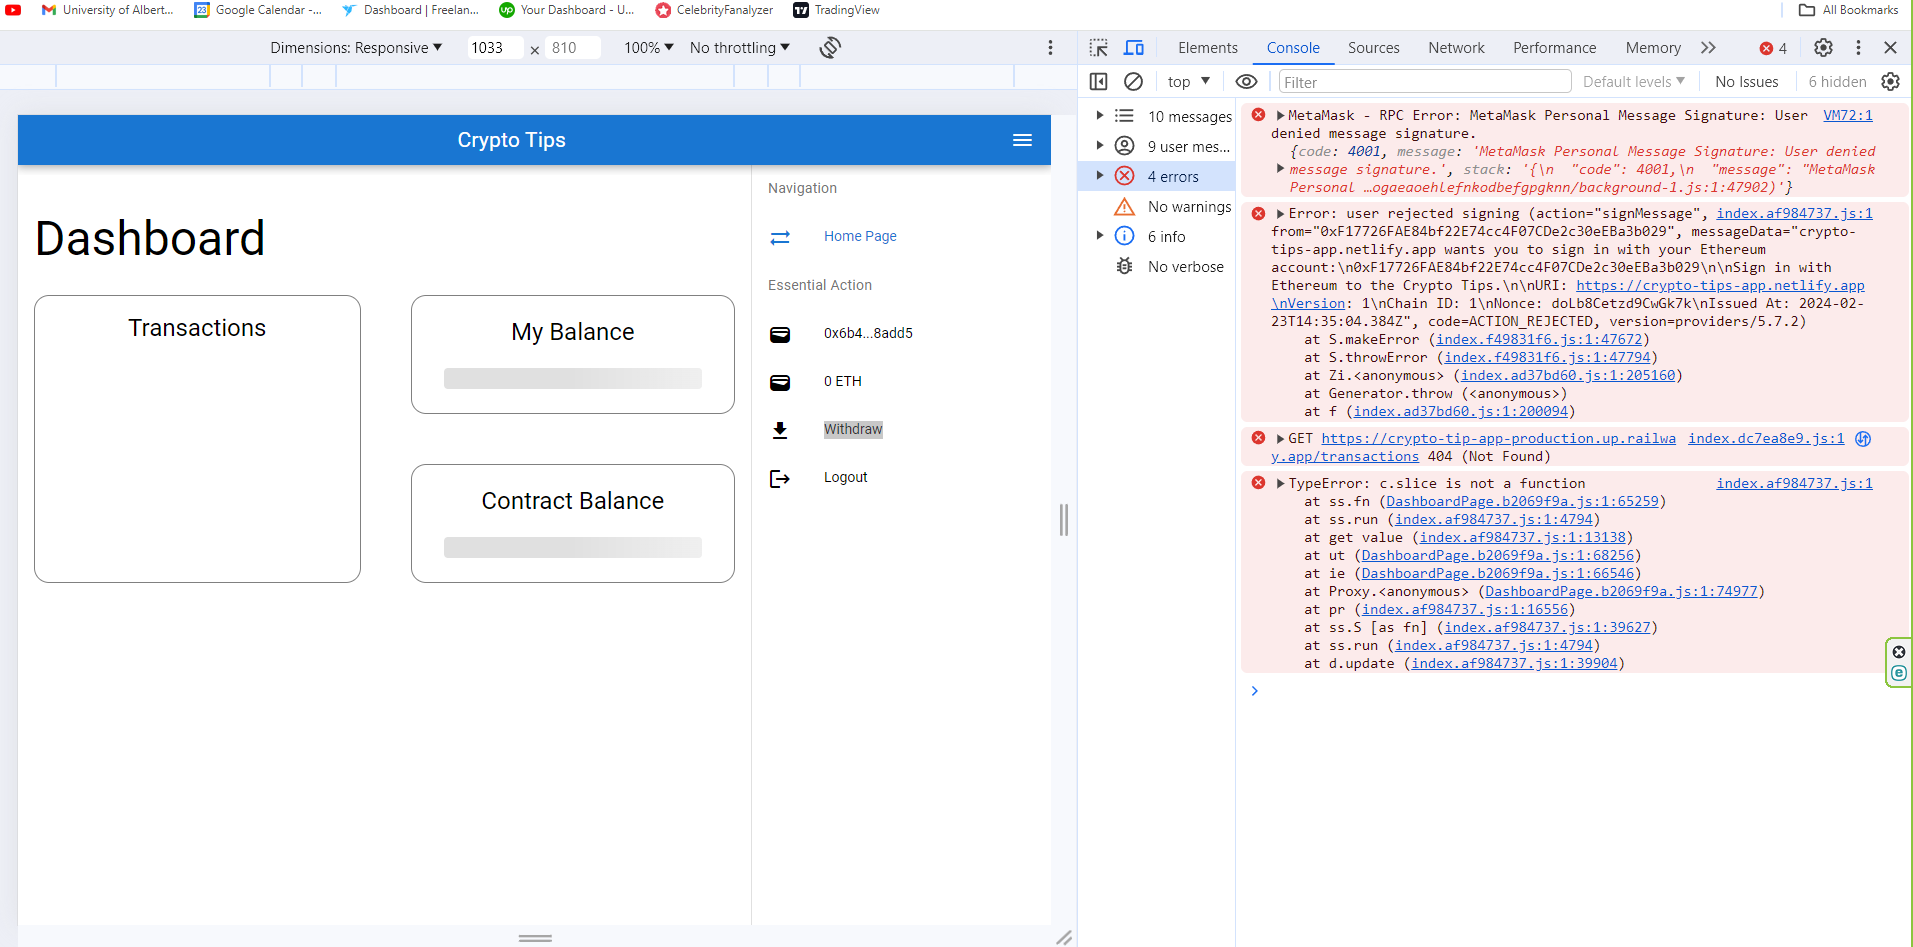 University of Albert...
Google Calendar -...
Dashboard | Freelan...
Your Dashboard - U...
CelebrityFanalyzer
TradingView
All Bookmarks
Dimensions: Responsive
1033 × 810
100%
No throttling
Elements
Console
Sources
Network
Performance
Memory
4
top
Filter
Default levels
No Issues
6 hidden
Crypto Tips
Dashboard
Transactions
My Balance
Contract Balance
Navigation
Home Page
Essential Action
0x6b4...8add5
0 ETH
Withdraw
Logout
10 messages
9 user mes...
4 errors
No warnings
6 info
No verbose
MetaMask - RPC Error: MetaMask Personal Message Signature: User VM72:1
denied message signature.
{code: 4001, message: 'MetaMask Personal Message Signature: User denied
message signature.', stack: '{\n  "code": 4001,\n  "message": "MetaMask
Personal …ogaeaoehlefnkodbefgpgknn/background-1.js:1:47902)'}
Error: user rejected signing (action="signMessage", index.af984737.js:1
from="0xF17726FAE84bf22E74cc4F07CDe2c30eEBa3b029", messageData="crypto-
tips-app.netlify.app wants you to sign in with your Ethereum
account:\n0xF17726FAE84bf22E74cc4F07CDe2c30eEBa3b029\n\nSign in with
Ethereum to the Crypto Tips.\n\nURI: https://crypto-tips-app.netlify.app
\nVersion: 1\nChain ID: 1\nNonce: doLb8Cetzd9CwGk7k\nIssued At: 2024-02-
23T14:35:04.384Z", code=ACTION_REJECTED, version=providers/5.7.2)
at S.makeError (index.f49831f6.js:1:47672)
at S.throwError (index.f49831f6.js:1:47794)
at Zi.<anonymous> (index.ad37bd60.js:1:205160)
at Generator.throw (<anonymous>)
at f (index.ad37bd60.js:1:200094)
GET https://crypto-tip-app-production.up.railwa index.dc7ea8e9.js:1
y.app/transactions 404 (Not Found)
TypeError: c.slice is not a function index.af984737.js:1
at ss.fn (DashboardPage.b2069f9a.js:1:65259)
at ss.run (index.af984737.js:1:4794)
at get value (index.af984737.js:1:13138)
at ut (DashboardPage.b2069f9a.js:1:68256)
at ie (DashboardPage.b2069f9a.js:1:66546)
at Proxy.<anonymous> (DashboardPage.b2069f9a.js:1:74977)
at pr (index.af984737.js:1:16556)
at ss.S [as fn] (index.af984737.js:1:39627)
at ss.run (index.af984737.js:1:4794)
at d.update (index.af984737.js:1:39904)